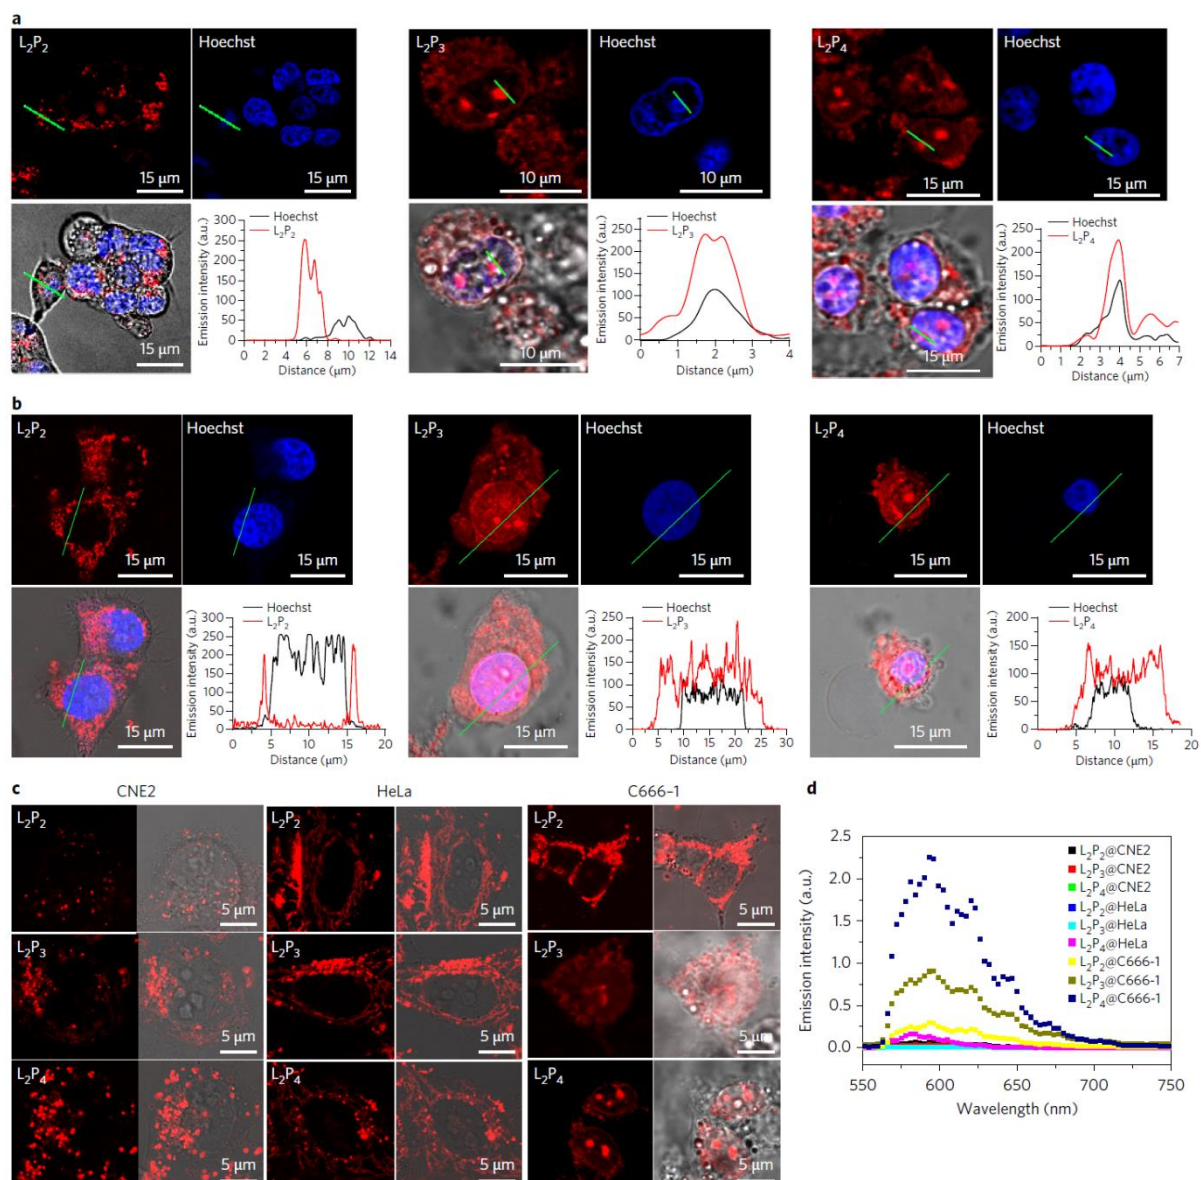 a
L₂P₂ Hoechst L₂P₃ Hoechst L₂P₄ Hoechst
15 μm 15 μm 10 μm 10 μm 15 μm 15 μm
15 μm
Emission intensity (a.u.)
300
250
200
150
100
50
0
Hoechst
L₂P₂
0 2 4 6 8 10 12 14
Distance (μm)
10 μm
Emission intensity (a.u.)
250
200
150
100
50
0
Hoechst
L₂P₃
0 1 2 3 4
Distance (μm)
15 μm
Emission intensity (a.u.)
300
250
200
150
100
50
0
Hoechst
L₂P₄
0 1 2 3 4 5 6 7
Distance (μm)
b
L₂P₂ Hoechst L₂P₃ Hoechst L₂P₄ Hoechst
15 μm 15 μm 15 μm 15 μm 15 μm 15 μm
15 μm
Emission intensity (a.u.)
300
250
200
150
100
50
0
Hoechst
L₂P₂
0 5 10 15 20
Distance (μm)
15 μm
Emission intensity (a.u.)
300
250
200
150
100
50
0
Hoechst
L₂P₃
0 5 10 15 20 25 30
Distance (μm)
15 μm
Emission intensity (a.u.)
250
200
150
100
50
0
Hoechst
L₂P₄
0 5 10 15 20
Distance (μm)
c
CNE2 HeLa C666-1
L₂P₂ L₂P₂ L₂P₂
5 μm 5 μm 5 μm
L₂P₃ L₂P₃ L₂P₃
5 μm 5 μm 5 μm
L₂P₄ L₂P₄ L₂P₄
5 μm 5 μm 5 μm
d
Emission intensity (a.u.)
2.5
2.0
1.5
1.0
0.5
0.0
L₂P₂@CNE2
L₂P₃@CNE2
L₂P₄@CNE2
L₂P₂@HeLa
L₂P₃@HeLa
L₂P₄@HeLa
L₂P₂@C666-1
L₂P₃@C666-1
L₂P₄@C666-1
550 600 650 700 750
Wavelength (nm)